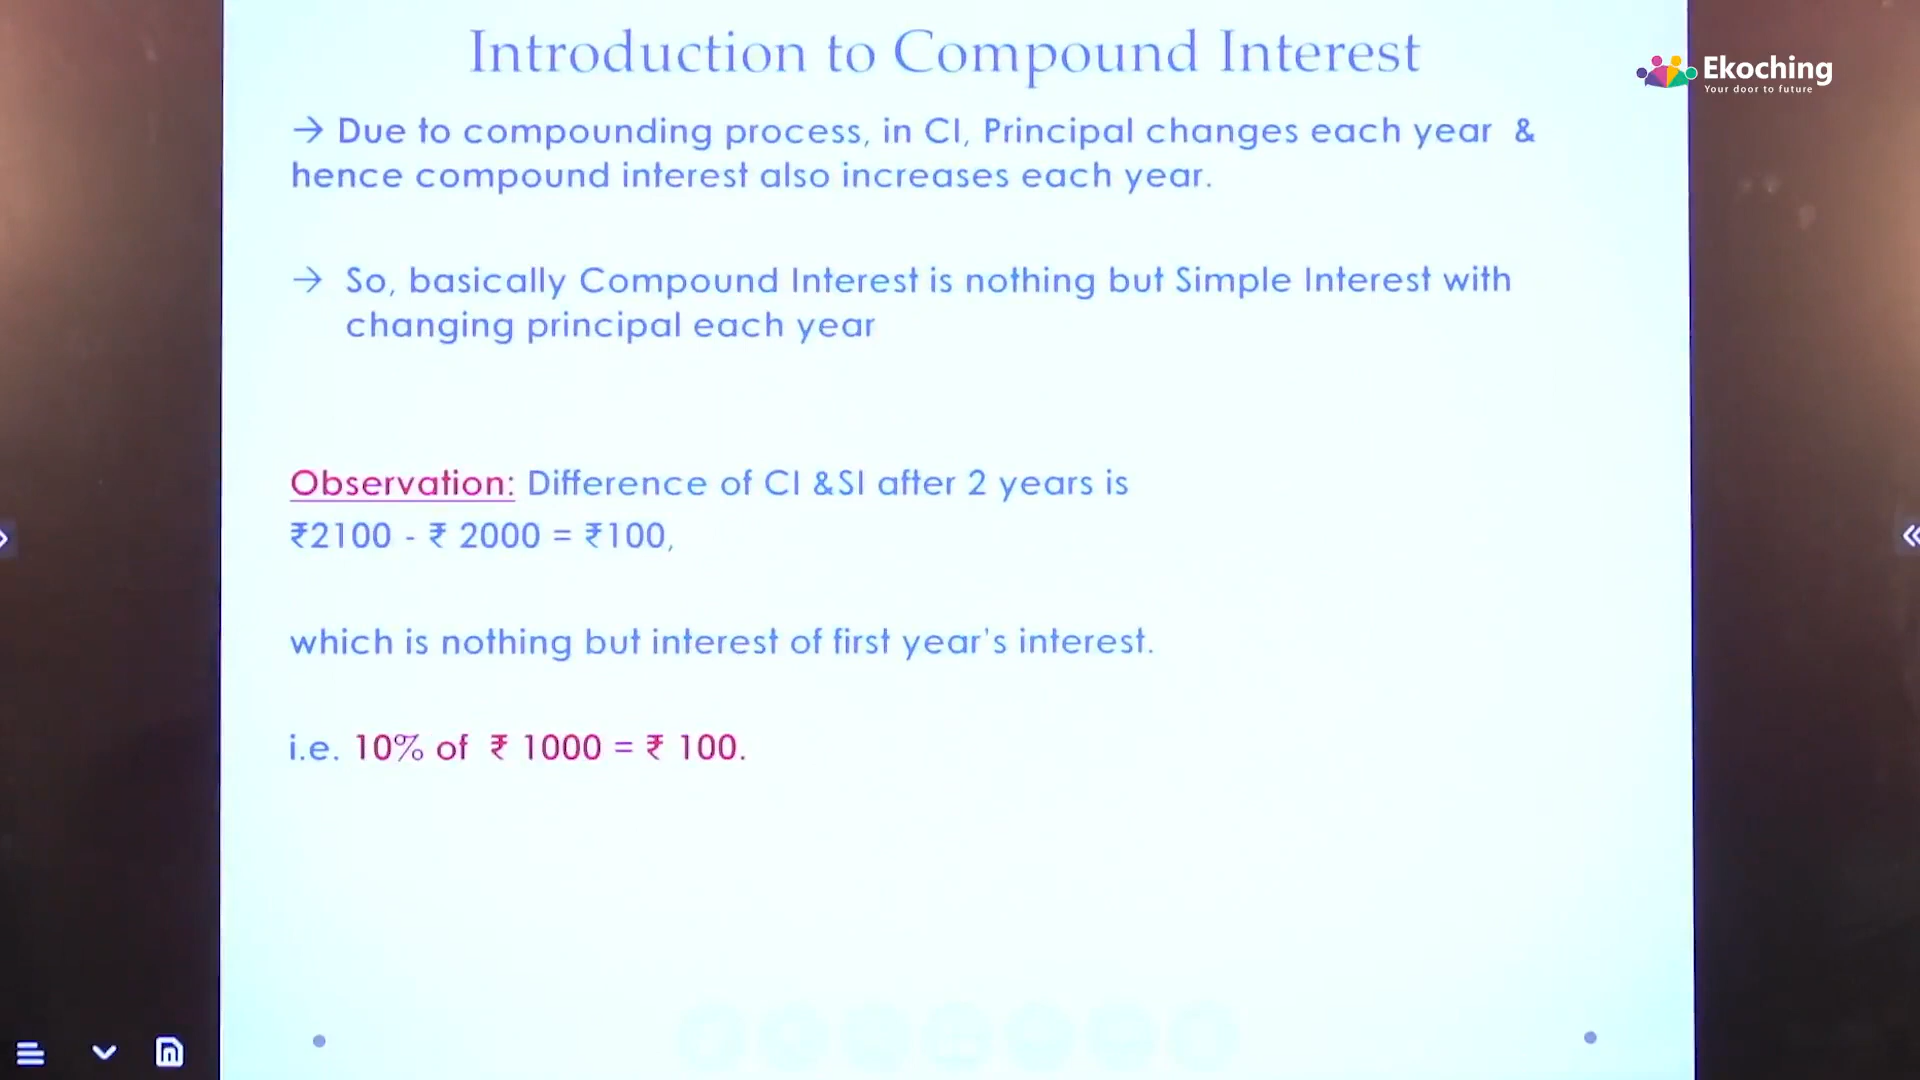 Introduction to Compound Interest
Ekoching
Your door to future
→ Due to compounding process, in CI, Principal changes each year &
hence compound interest also increases each year.
→ So, basically Compound Interest is nothing but Simple Interest with
changing principal each year
Observation: Difference of CI &SI after 2 years is
₹2100 - ₹ 2000 = ₹100,
which is nothing but interest of first year's interest.
i.e. 10% of ₹ 1000 = ₹ 100.